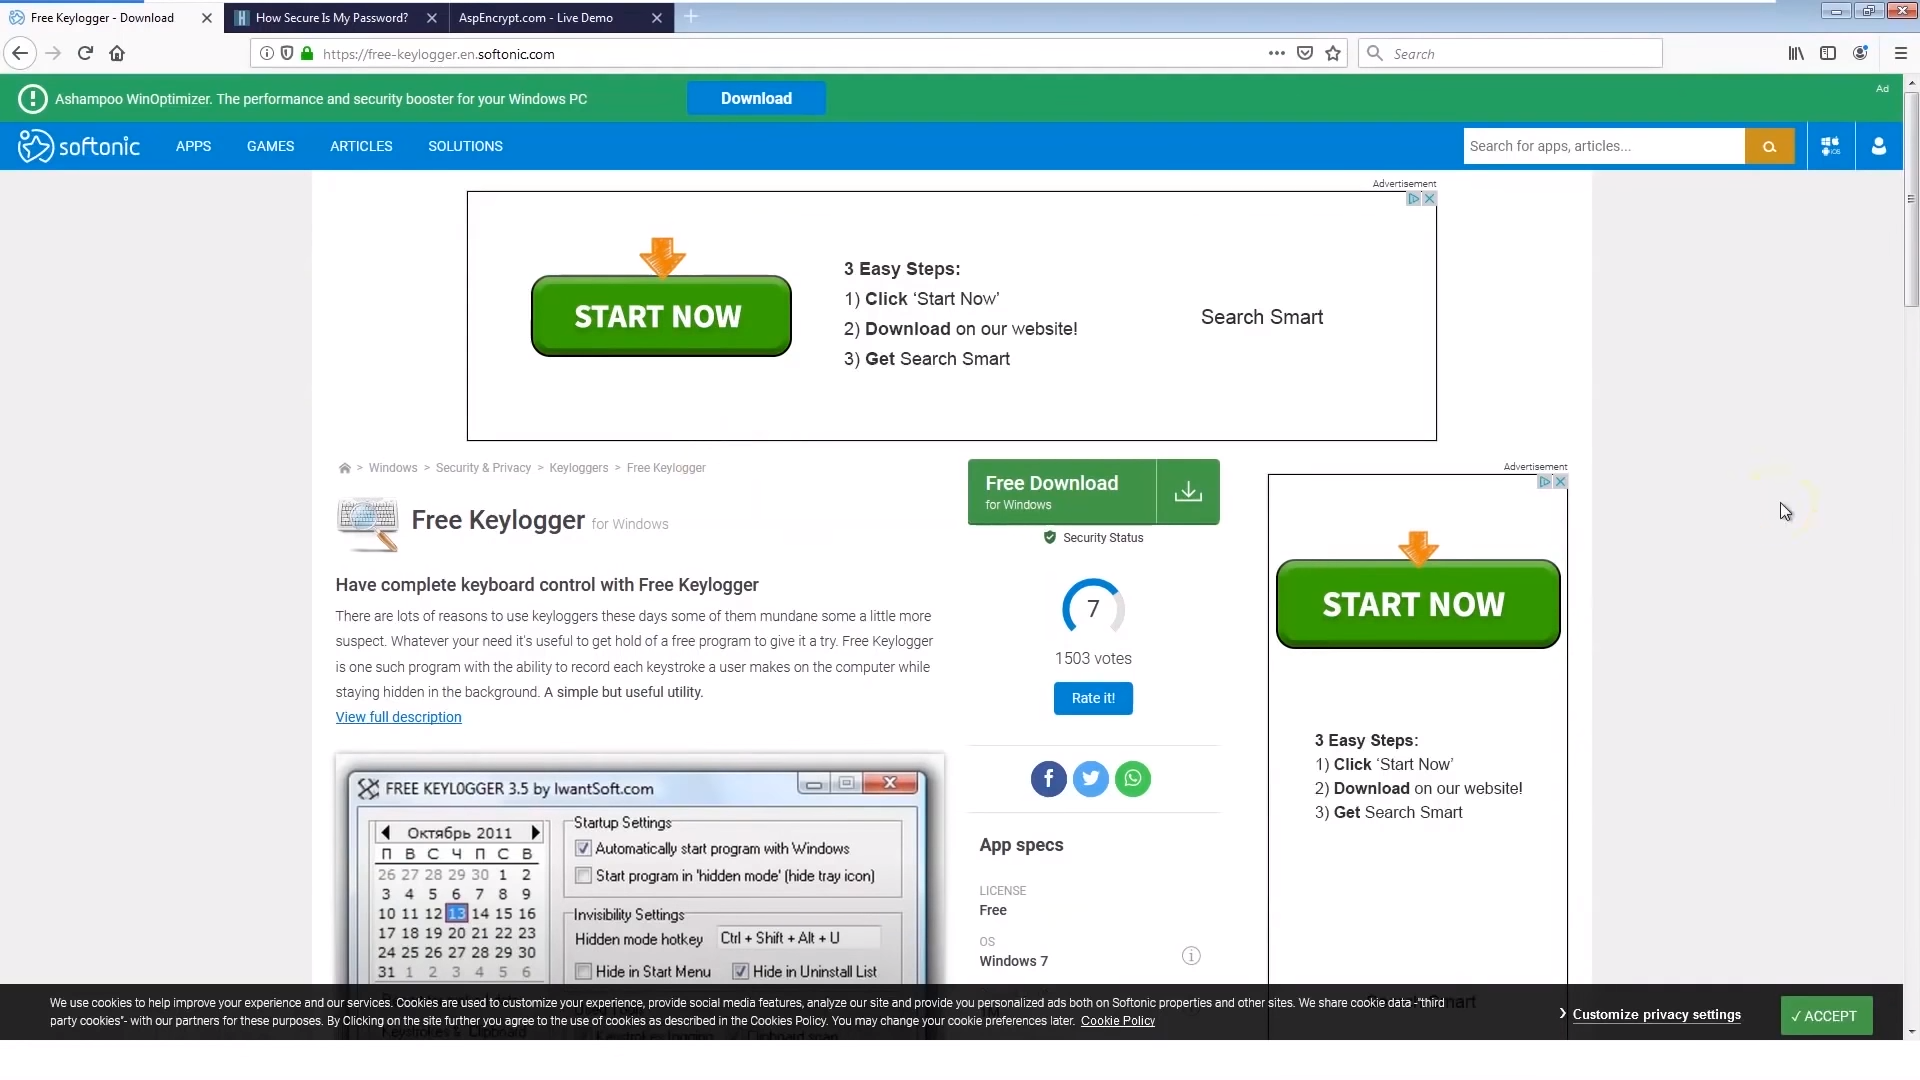 Free Keylogger - Download
How Secure Is My Password?
AspEncrypt.com - Live Demo
https://free-keylogger.en.softonic.com
Search
Ashampoo WinOptimizer. The performance and security booster for your Windows PC
Download
Ad
softonic
APPS
GAMES
ARTICLES
SOLUTIONS
Search for apps, articles...
iOS
Advertisement
START NOW
3 Easy Steps:
1) Click ‘Start Now’
2) Download on our website!
3) Get Search Smart
Search Smart
> Windows > Security & Privacy > Keyloggers > Free Keylogger
Free Keylogger for Windows
Have complete keyboard control with Free Keylogger
There are lots of reasons to use keyloggers these days some of them mundane some a little more
suspect. Whatever your need it's useful to get hold of a free program to give it a try. Free Keylogger
is one such program with the ability to record each keystroke a user makes on the computer while
staying hidden in the background. A simple but useful utility.
View full description
Free Download
for Windows
Security Status
7
1503 votes
Rate it!
App specs
LICENSE
Free
OS
Windows 7
Advertisement
START NOW
3 Easy Steps:
1) Click ‘Start Now’
2) Download on our website!
3) Get Search Smart
FREE KEYL0GGER 3.5 by IwantSoft.com
Октябрь 2011
П В С Ч П С В
26 27 28 29 30 1 2
3 4 5 6 7 8 9
10 11 12 13 14 15 16
17 18 19 20 21 22 23
24 25 26 27 28 29 30
31 1 2 3 4 5 6
Startup Settings
Automatically start program with Windows
Start program in 'hidden mode' (hide tray icon)
Invisibility Settings
Hidden mode hotkey
Ctrl + Shift + Alt + U
Hide in Start Menu
Hide in Uninstall List
We use cookies to help improve your experience and our services. Cookies are used to customize your experience, provide social media features, analyze our site and provide you personalized ads both on Softonic properties and other sites. We share cookie data -"third
party cookies"- with our partners for these purposes. By Clicking on the site further you agree to the use of cookies as described in the Cookies Policy. You may change your cookie preferences later. Cookie Policy
Customize privacy settings
✓ ACCEPT